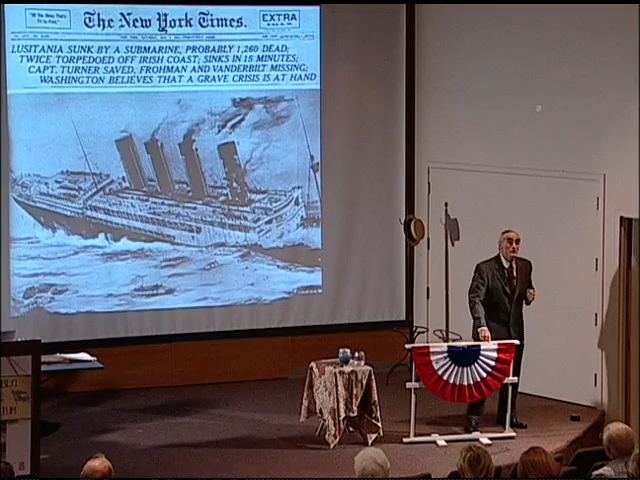 "All the News
That's Fit to Print."
The New York Times.
EXTRA
LUSITANIA SUNK BY A SUBMARINE, PROBABLY 1,260 DEAD;
TWICE TORPEDOED OFF IRISH COAST; SINKS IN 15 MINUTES;
CAPT. TURNER SAVED, FROHMAN AND VANDERBILT MISSING;
WASHINGTON BELIEVES THAT A GRAVE CRISIS IS AT HAND